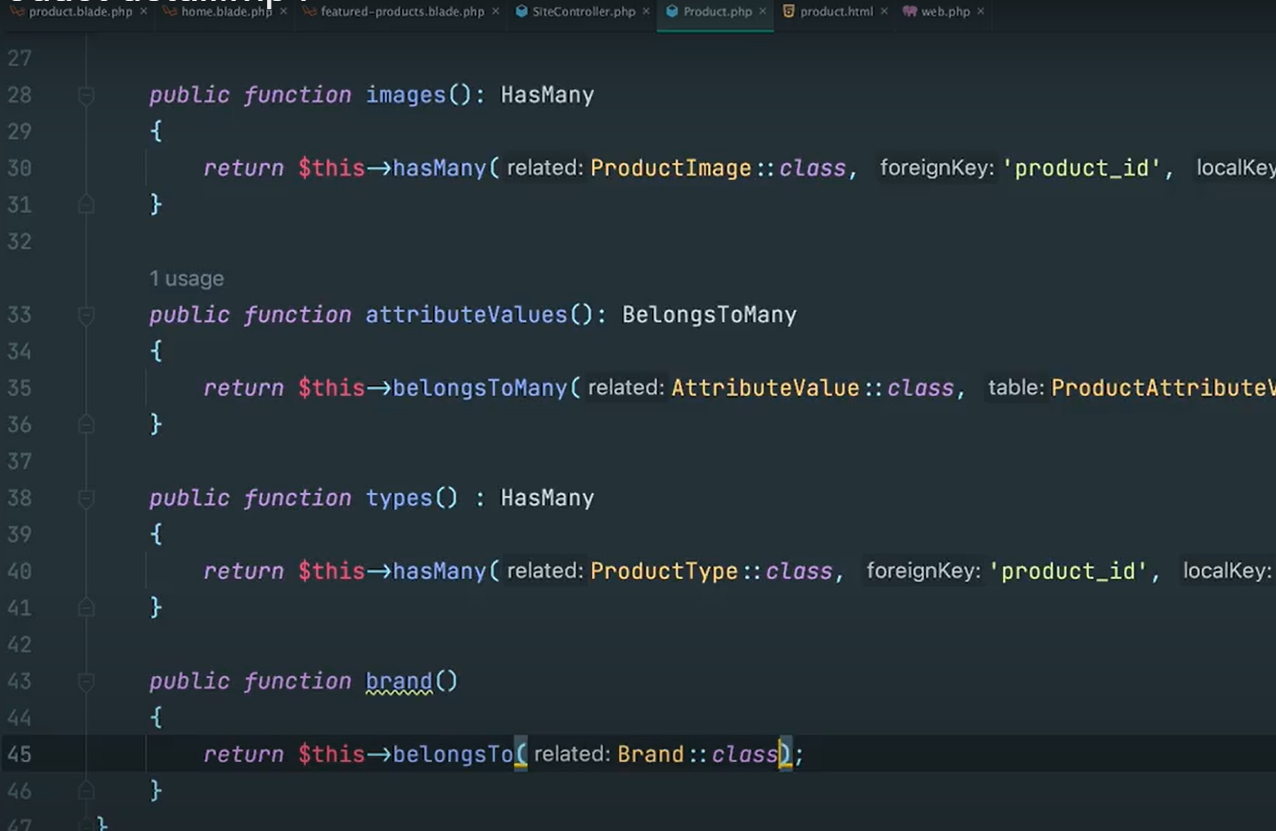 product.blade.php × home.blade.php × featured-products.blade.php × SiteController.php × Product.php × product.html × web.php ×
27
28 public function images(): HasMany
29 {
30 return $this→hasMany( related: ProductImage::class, foreignKey: 'product_id', localKey
31 }
32
1 usage
33 public function attributeValues(): BelongsToMany
34 {
35 return $this→belongsToMany( related: AttributeValue::class, table: ProductAttributeV
36 }
37
38 public function types() : HasMany
39 {
40 return $this→hasMany( related: ProductType::class, foreignKey: 'product_id', localKey:
41 }
42
43 public function brand()
44 {
45 return $this→belongsTo( related: Brand::class);
46 }
47 }